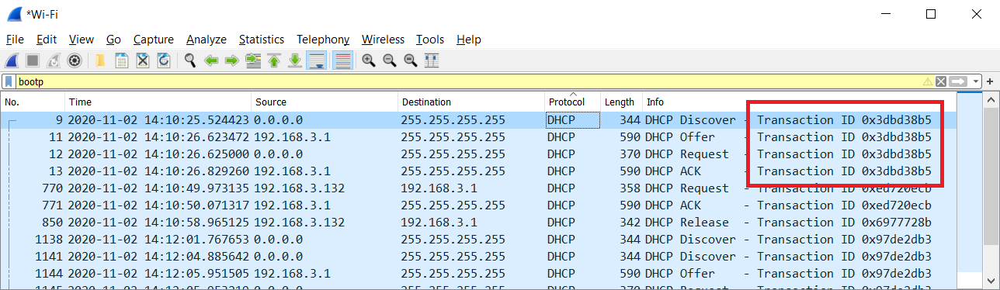 *Wi-Fi
File Edit View Go Capture Analyze Statistics Telephony Wireless Tools Help
bootp
No. Time Source Destination Protocol Length Info
9 2020-11-02 14:10:25.524423 0.0.0.0 255.255.255.255 DHCP 344 DHCP Discover - Transaction ID 0x3dbd38b5
11 2020-11-02 14:10:26.623472 192.168.3.1 255.255.255.255 DHCP 590 DHCP Offer - Transaction ID 0x3dbd38b5
12 2020-11-02 14:10:26.625000 0.0.0.0 255.255.255.255 DHCP 370 DHCP Request - Transaction ID 0x3dbd38b5
13 2020-11-02 14:10:26.829260 192.168.3.1 255.255.255.255 DHCP 590 DHCP ACK - Transaction ID 0x3dbd38b5
770 2020-11-02 14:10:49.973135 192.168.3.132 192.168.3.1 DHCP 358 DHCP Request - Transaction ID 0xed720ecb
771 2020-11-02 14:10:50.071317 192.168.3.1 255.255.255.255 DHCP 590 DHCP ACK - Transaction ID 0xed720ecb
850 2020-11-02 14:10:58.965125 192.168.3.132 192.168.3.1 DHCP 342 DHCP Release - Transaction ID 0x6977728b
1138 2020-11-02 14:12:01.767653 0.0.0.0 255.255.255.255 DHCP 344 DHCP Discover - Transaction ID 0x97de2db3
1141 2020-11-02 14:12:04.885642 0.0.0.0 255.255.255.255 DHCP 344 DHCP Discover - Transaction ID 0x97de2db3
1144 2020-11-02 14:12:05.951505 192.168.3.1 255.255.255.255 DHCP 590 DHCP Offer - Transaction ID 0x97de2db3